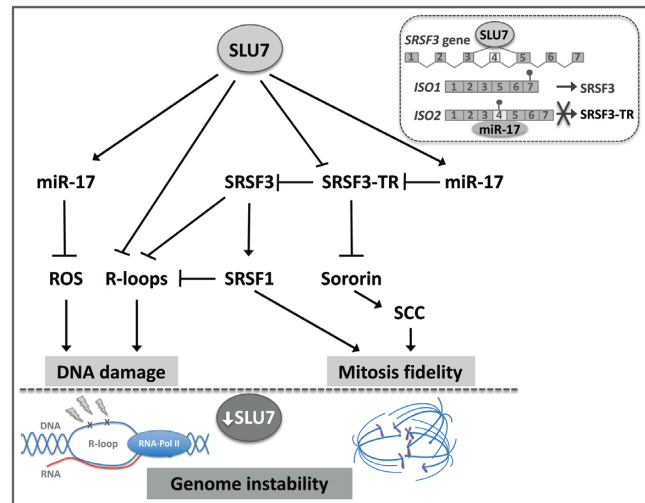 SLU7
SRSF3 gene
SLU7
1 2 3 4 5 6 7
ISO1 1 2 3 5 6 7 SRSF3
ISO2 1 2 3 4 5 6 7 SRSF3-TR
miR-17
miR-17 SRSF3 SRSF3-TR miR-17
ROS R-loops SRSF1 Sororin
SCC
DNA damage Mitosis fidelity
↓SLU7
DNA x x
R-loop RNA-Pol II
RNA
Genome instability